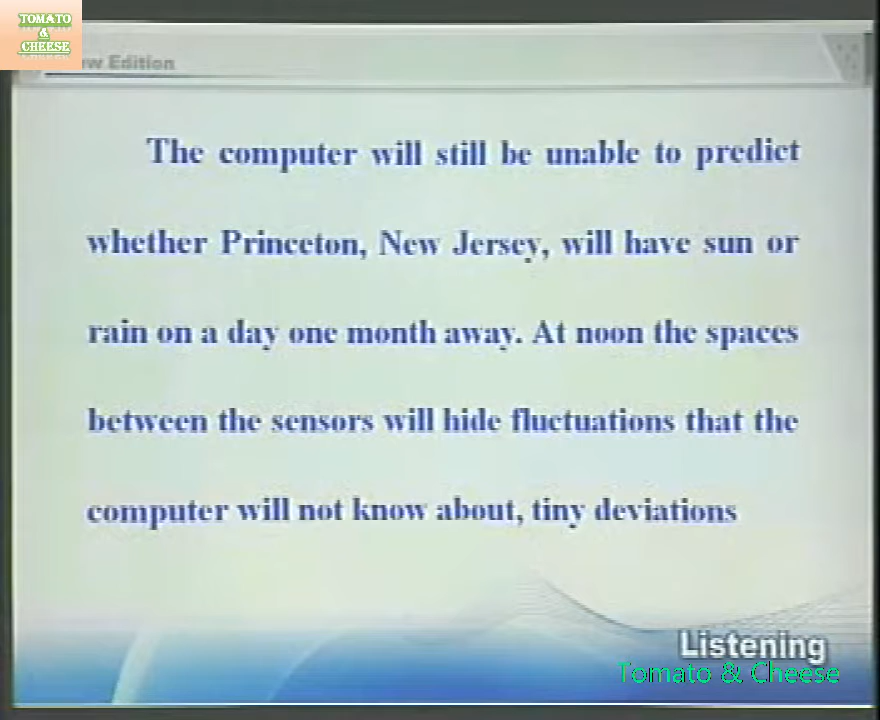 TOMATO
&
CHEESE
ew Edition
The computer will still be unable to predict
whether Princeton, New Jersey, will have sun or
rain on a day one month away. At noon the spaces
between the sensors will hide fluctuations that the
computer will not know about, tiny deviations
Listening
Tomato & Cheese